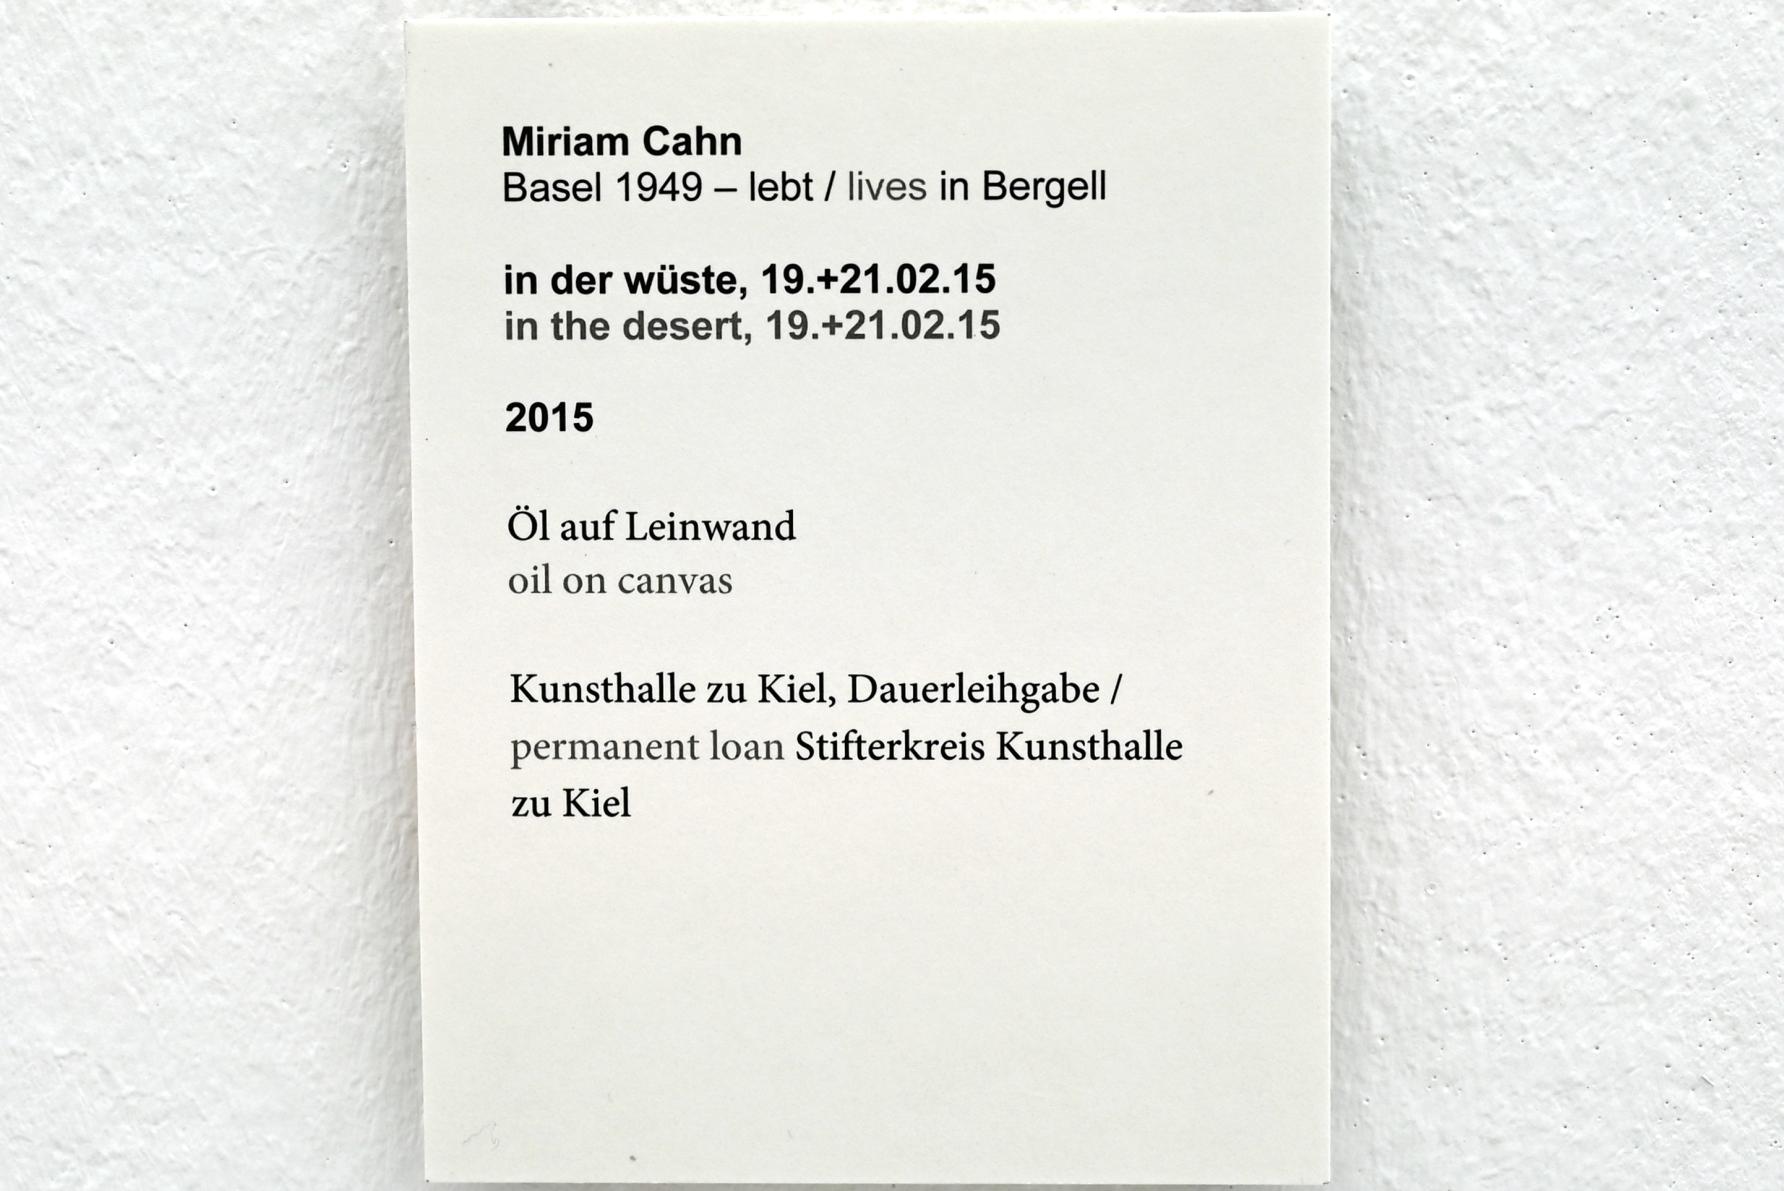 Miriam Cahn
Basel 1949 – lebt / lives in Bergell
in der wüste, 19.+21.02.15
in the desert, 19.+21.02.15
2015
Öl auf Leinwand
oil on canvas
Kunsthalle zu Kiel, Dauerleihgabe /
permanent loan Stifterkreis Kunsthalle
zu Kiel